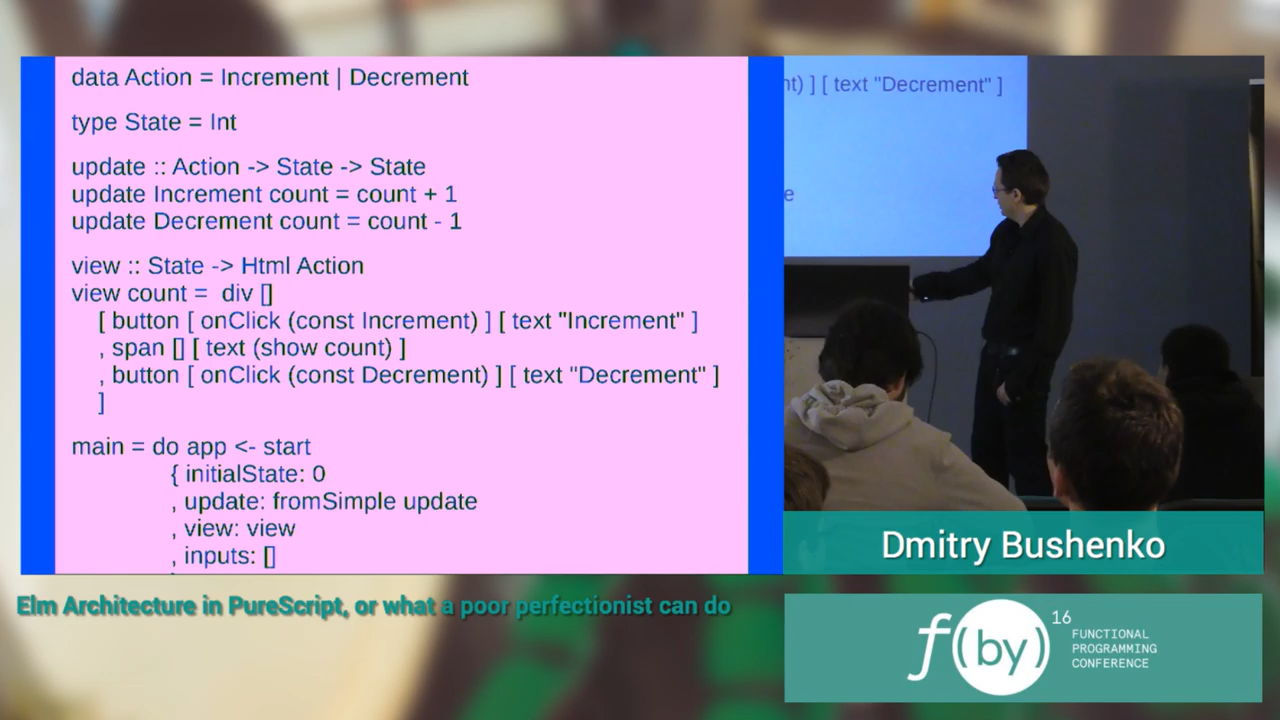 data Action = Increment | Decrement
type State = Int
update :: Action -> State -> State
update Increment count = count + 1
update Decrement count = count - 1
view :: State -> Html Action
view count =  div []
[ button [ onClick (const Increment) ] [ text "Increment" ]
, span [] [ text (show count) ]
, button [ onClick (const Decrement) ] [ text "Decrement" ]
]
main = do app <- start
{ initialState: 0
, update: fromSimple update
, view: view
, inputs: []
nt) ] [ text "Decrement" ]
e
Dmitry Bushenko
Elm Architecture in PureScript, or what a poor perfectionist can do
f(by) 16
FUNCTIONAL
PROGRAMMING
CONFERENCE